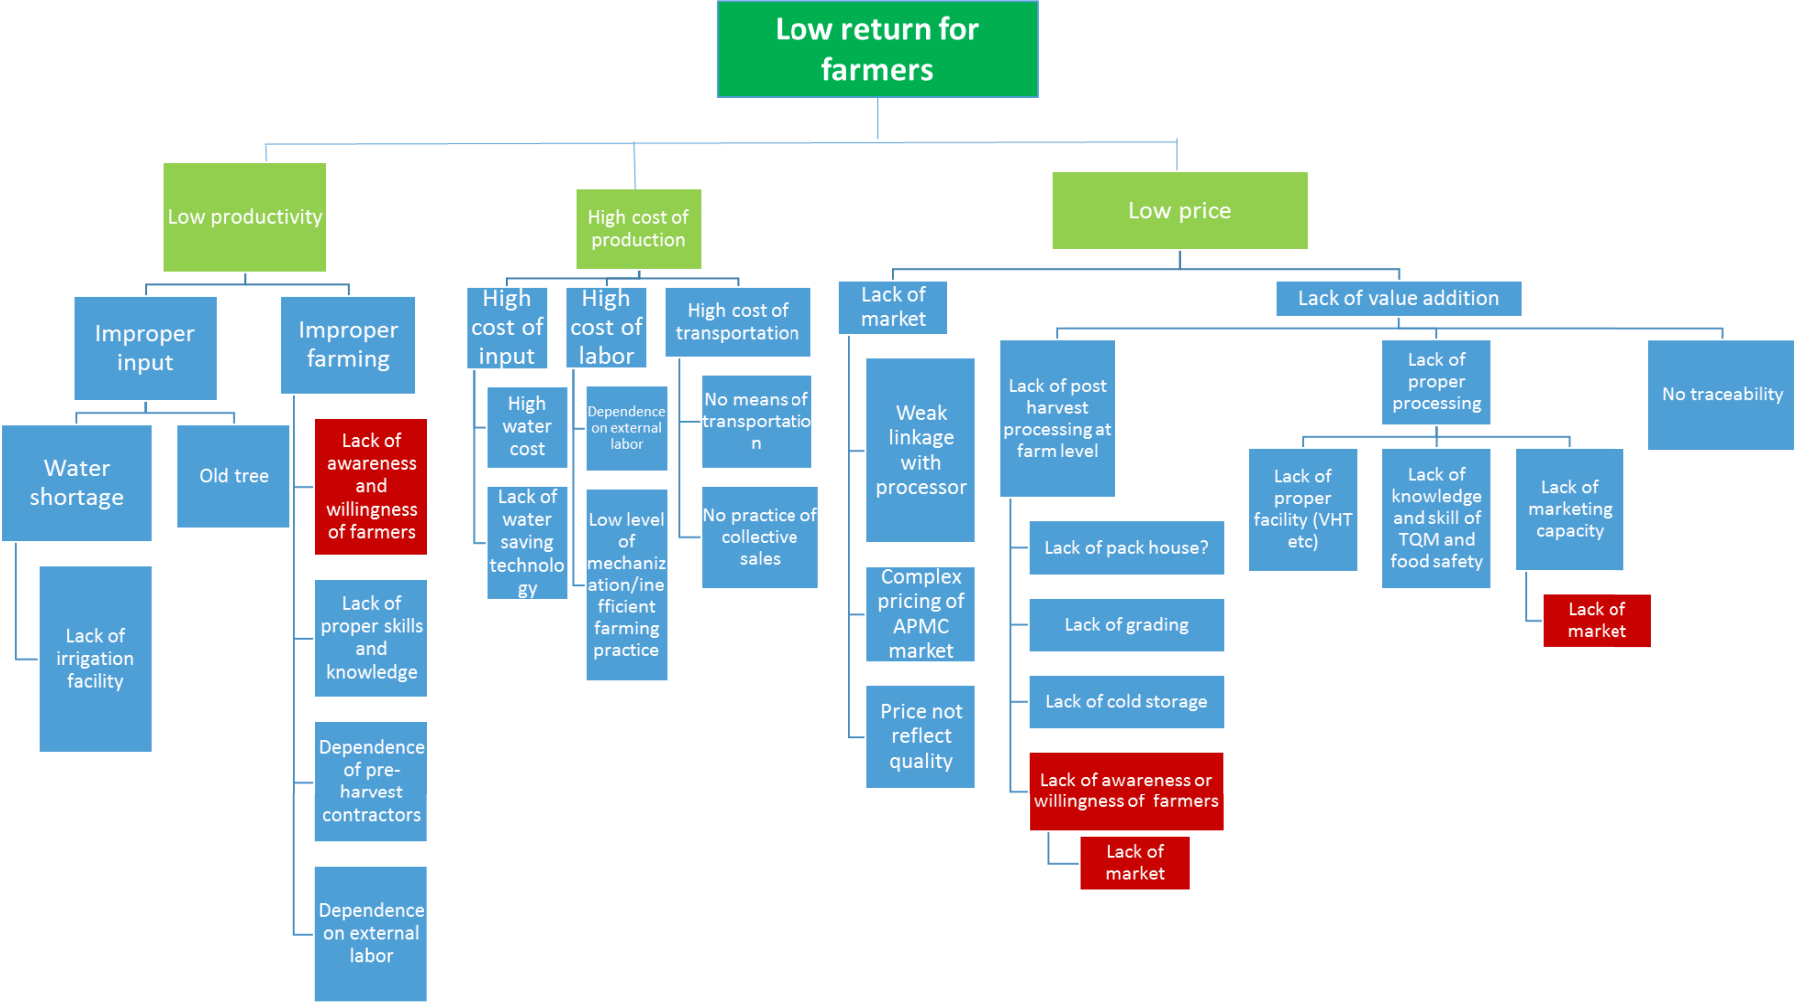 Low return for
farmers
Low productivity
High cost of
production
Low price
Improper
input
Improper
farming
Water
shortage
Old tree
Lack of
irrigation
facility
Lack of
awareness
and
willingness
of farmers
Lack of
proper skills
and
knowledge
Dependence
of pre-
harvest
contractors
Dependence
on external
labor
High
cost of
input
High
cost of
labor
High cost of
transportation
High
water
cost
Lack of
water
saving
technolo
gy
Dependence
on external
labor
Low level
of
mechaniz
ation/ine
fficient
farming
practice
No means of
transportatio
n
No practice of
collective
sales
Lack of
market
Lack of value addition
Weak
linkage
with
processor
Complex
pricing of
APMC
market
Price not
reflect
quality
Lack of post
harvest
processing at
farm level
Lack of pack house?
Lack of grading
Lack of cold storage
Lack of awareness or
willingness of farmers
Lack of
market
Lack of
proper
processing
Lack of
proper
facility (VHT
etc)
Lack of
knowledge
and skill of
TQM and
food safety
Lack of
marketing
capacity
Lack of
market
No traceability